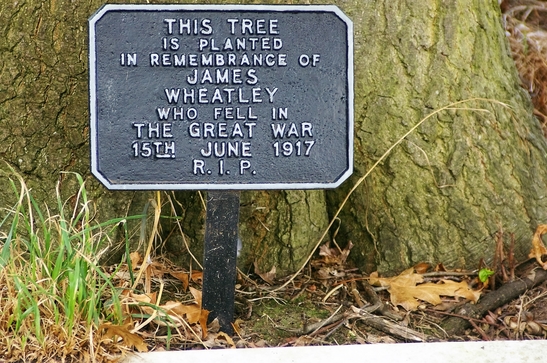 THIS TREE
IS PLANTED
IN REMEMBRANCE OF
JAMES
WHEATLEY
WHO FELL IN
THE GREAT WAR
15TH JUNE 1917
R.I.P.